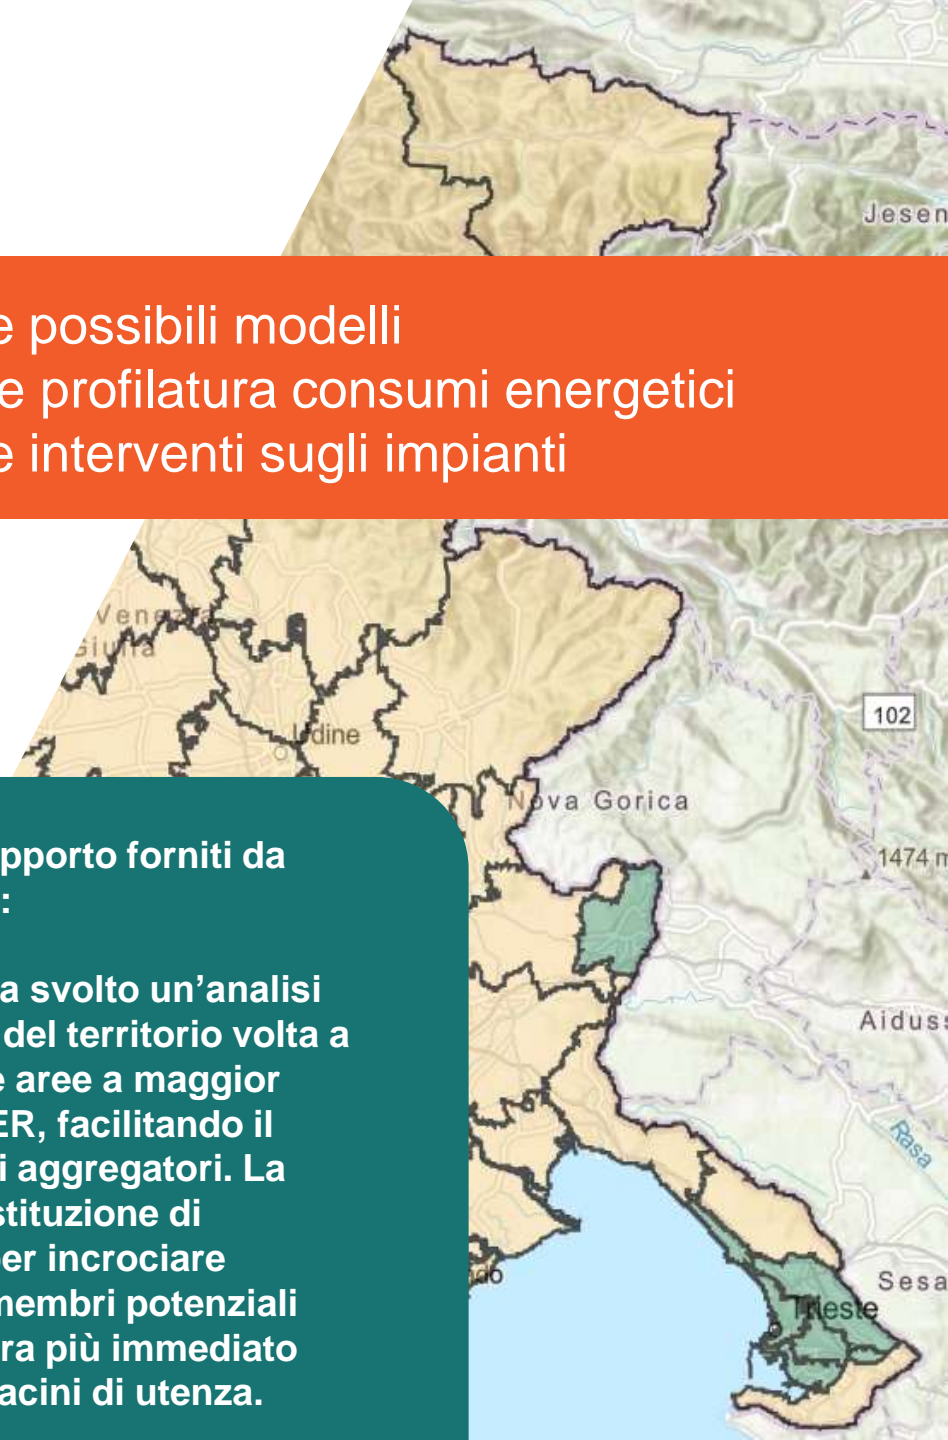 Jesen
e possibili modelli
e profilatura consumi energetici
e interventi sugli impianti
Venezia
Giulia
102
Udine
Nova Gorica
pporto forniti da
:
1474 m
a svolto un’analisi
del territorio volta a
Aiduss
e aree a maggior
ER, facilitando il
Rasa
i aggregatori. La
stituzione di
per incrociare
do
Sesa
membri potenziali
Trieste
ra più immediato
acini di utenza.